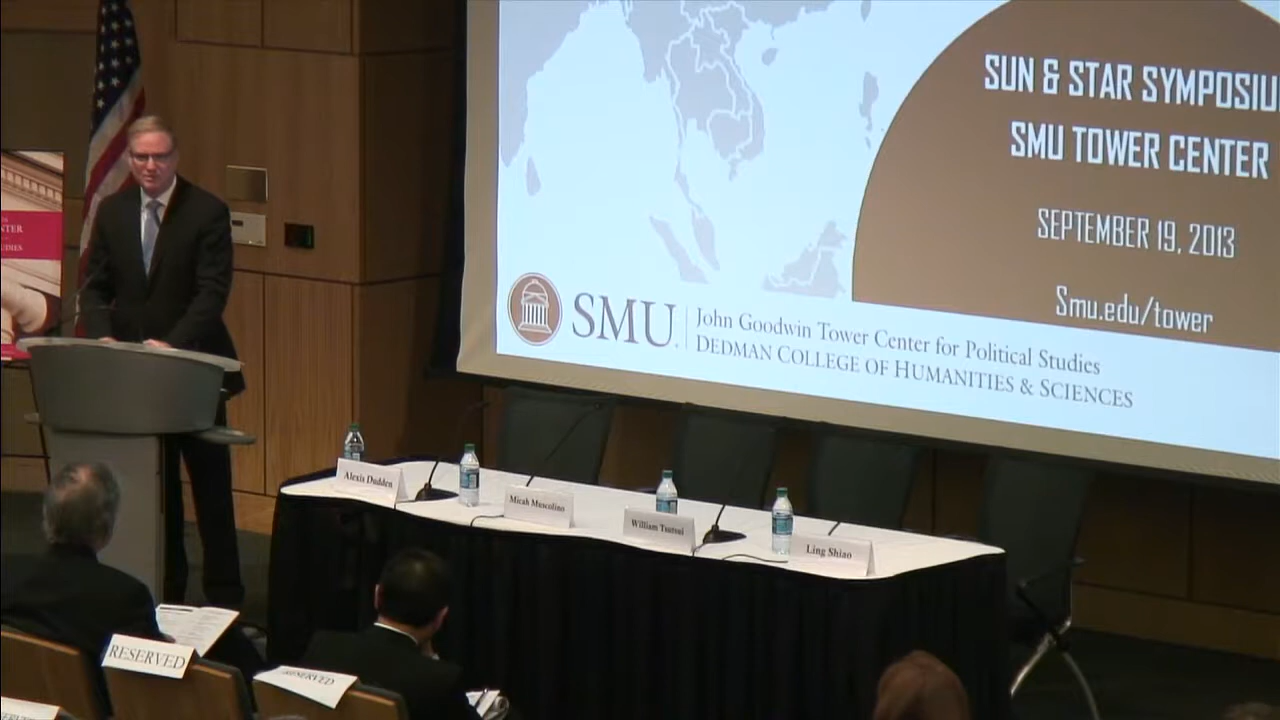 SUN & STAR SYMPOSIU
SMU TOWER CENTER
SEPTEMBER 19, 2013
Smu.edu/tower
SMU
John Goodwin Tower Center for Political Studies
DEDMAN COLLEGE OF HUMANITIES & SCIENCES
Alexis Dudden
Micah Muscolino
William Tsutsui
Ling Shiao
RESERVED
RESERVED